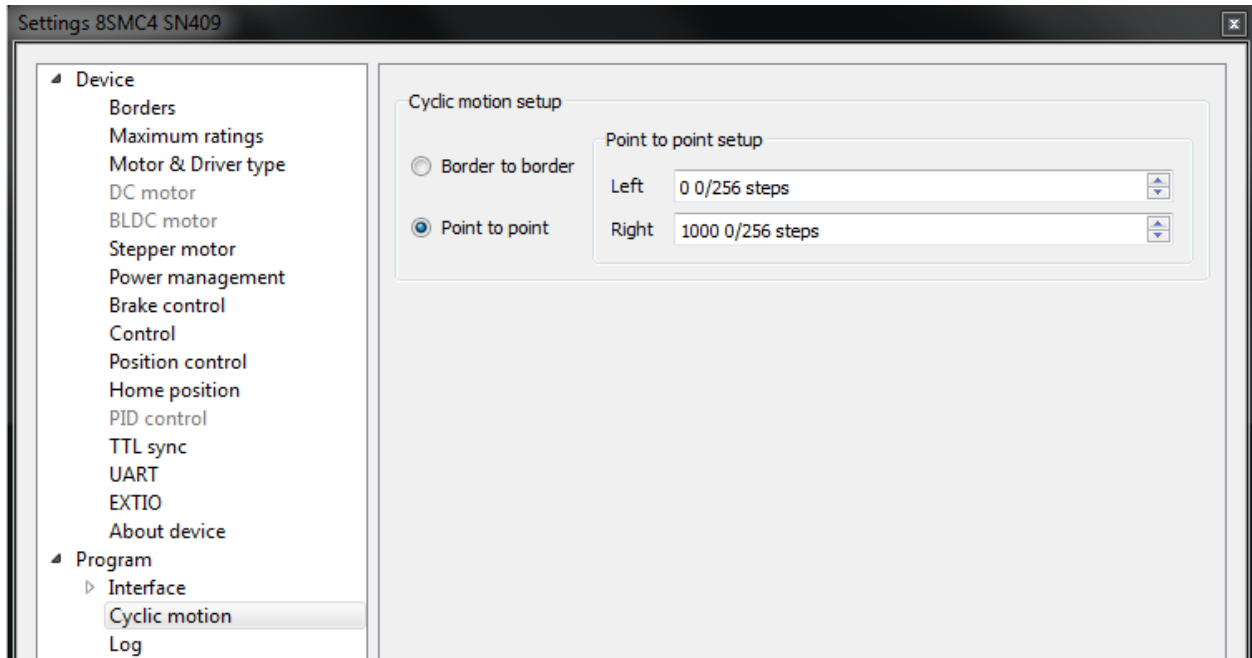 Settings 8SMC4 SN409
Device
Borders
Maximum ratings
Motor & Driver type
DC motor
BLDC motor
Stepper motor
Power management
Brake control
Control
Position control
Home position
PID control
TTL sync
UART
EXTIO
About device
Program
Interface
Cyclic motion
Log
Cyclic motion setup
Border to border
Point to point
Point to point setup
Left 0 0/256 steps
Right 1000 0/256 steps